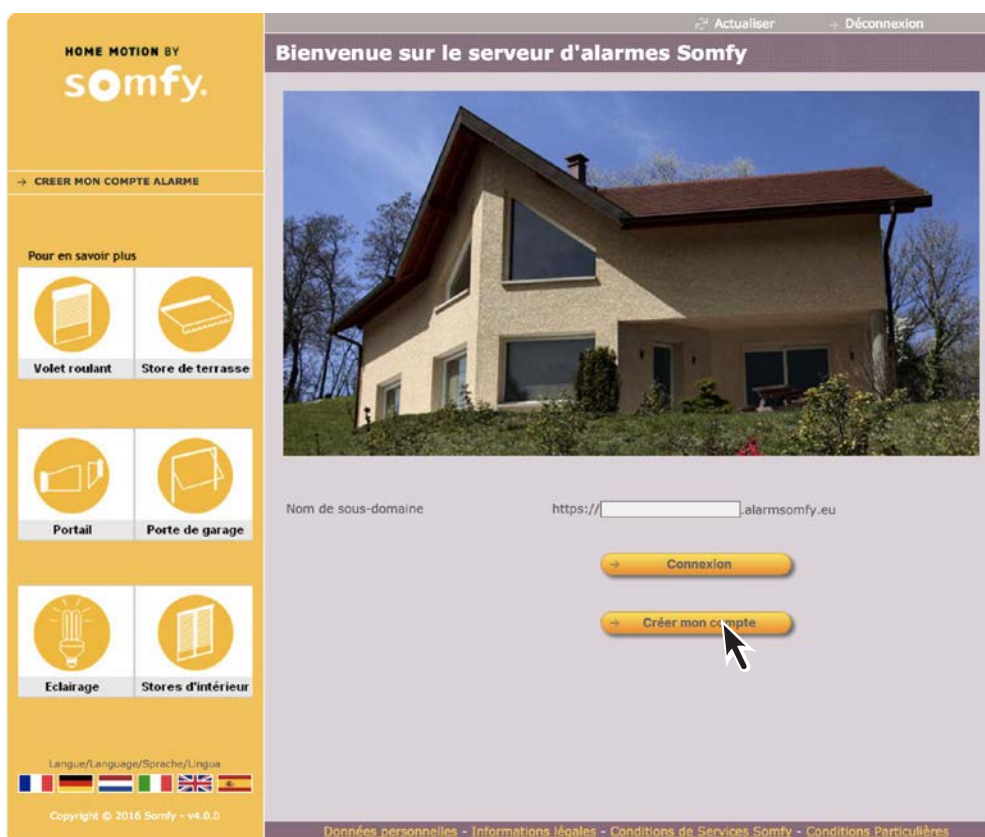 Actualiser
Déconnexion
HOME MOTION BY
somfy.
Bienvenue sur le serveur d'alarmes Somfy
CREER MON COMPTE ALARME
Pour en savoir plus
Volet roulant
Store de terrasse
Portail
Porte de garage
Eclairage
Stores d'intérieur
Nom de sous-domaine
https://
.alarmsomfy.eu
Connexion
Créer mon compte
Langue/Language/Sprache/Lingua
Copyright © 2016 Somfy - v4.0.0
Données personnelles - Informations légales - Conditions de Services Somfy - Conditions Particulières